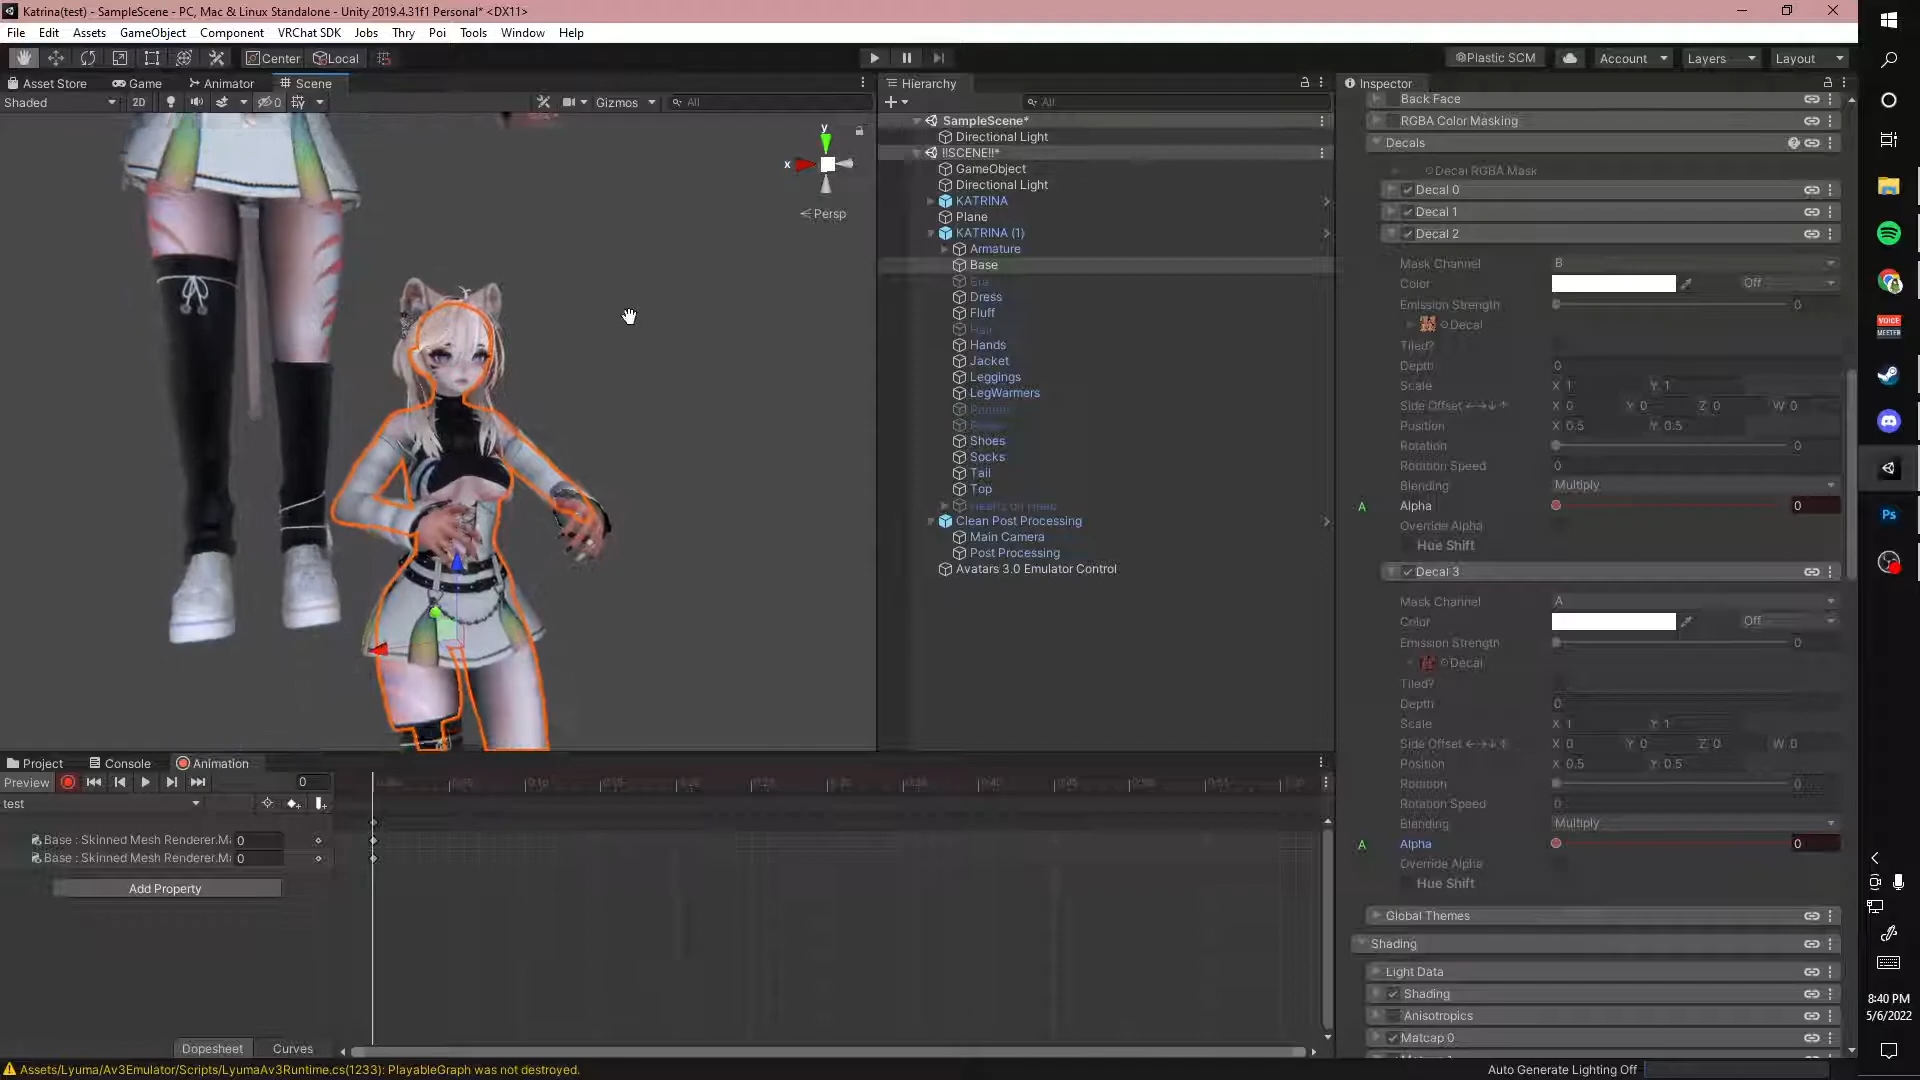 Katrina(test) - SampleScene - PC, Mac & Linux Standalone - Unity 2019.4.31f1 Personal* <DX11>
File Edit Assets GameObject Component VRChat SDK Jobs Thry Poi Tools Window Help
Center Local Plastic SCM Account Layers Layout
Asset Store Game Animator Scene
Shaded 2D 0 Gizmos All
y
x
Persp
Hierarchy
All
SampleScene*
Directional Light
!!SCENE!!*
GameObject
Directional Light
KATRINA
Plane
KATRINA (1)
Armature
Base
Dress
Fluff
Hair
Hands
Jacket
Leggings
LegWarmers
Shoes
Socks
Tail
Top
Clean Post Processing
Main Camera
Post Processing
Avatars 3.0 Emulator Control
Inspector
Back Face
RGBA Color Masking
Decals
Decal RGBA Mask
Decal 0
Decal 1
Decal 2
Mask Channel B
Color Off
Emission Strength 0
Decal
Tiled?
Depth 0
Scale X 1 Y 1
Side Offset ←→↓↑ X 0 Y 0 Z 0 W 0
Position X 0.5 Y 0.5
Rotation 0
Rotation Speed 0
Blending Multiply
A Alpha 0
Override Alpha
Hue Shift
Decal 3
Mask Channel A
Color Off
Emission Strength 0
Decal
Tiled?
Depth 0
Scale X 1 Y 1
Side Offset ←→↓↑ X 0 Y 0 Z 0 W 0
Position X 0.5 Y 0.5
Rotation 0
Rotation Speed 0
Blending Multiply
A Alpha 0
Override Alpha
Hue Shift
Global Themes
Shading
Light Data
Shading
Anisotropics
Matcap 0
Project Console Animation
Preview 0
test
Base : Skinned Mesh Renderer.M 0
Base : Skinned Mesh Renderer.M 0
Add Property
Dopesheet Curves
Assets/Lyuma/Av3Emulator/Scripts/LyumaAv3Runtime.cs(1233): PlayableGraph was not destroyed.
Auto Generate Lighting Off
VOICE
MEETER
Ps
8:40 PM
5/6/2022